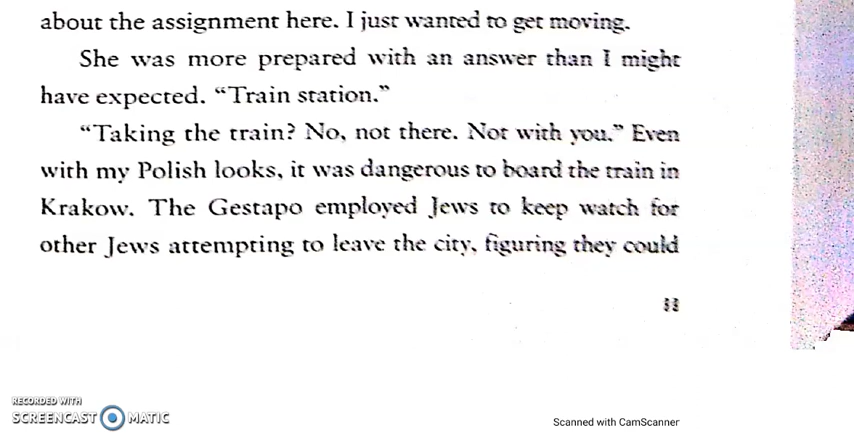 about the assignment here. I just wanted to get moving.
She was more prepared with an answer than I might
have expected. “Train station.”
“Taking the train? No, not there. Not with you.” Even
with my Polish looks, it was dangerous to board the train in
Krakow. The Gestapo employed Jews to keep watch for
other Jews attempting to leave the city, figuring they could
33
RECORDED WITH
SCREENCAST MATIC
Scanned with CamScanner